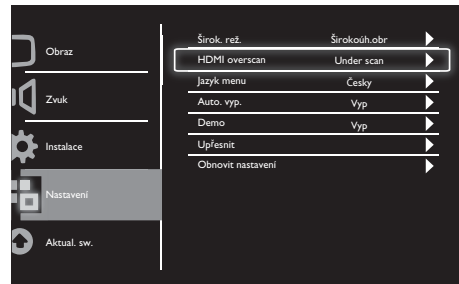 Obraz
Zvuk
Instalace
Nastavení
Aktual. sw.
Širok. rež. Širokoúh.obr
HDMI overscan Under scan
Jazyk menu Česky
Auto. vyp. Vyp
Demo Vyp
Upřesnit
Obnovit nastavení